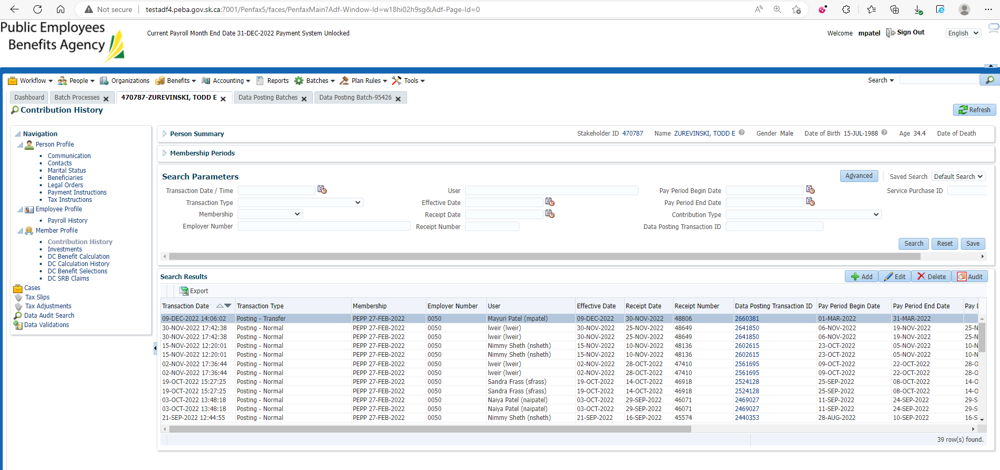 Not secure | testadf4.peba.gov.sk.ca:7001/Penfax5/faces/PenfaxMain?Adf-Window-Id=w18hi02h9sg&Adf-Page-Id=0
Public Employees
Benefits Agency
Current Payroll Month End Date 31-DEC-2022 Payment System Unlocked
Welcome mpatel Sign Out English
Workflow People Organizations Benefits Accounting Reports Batches Plan Rules Tools Search
Dashboard Batch Processes 470787-ZUREVINSKI, TODD E Data Posting Batches Data Posting Batch-95426
Contribution History Refresh
Navigation
Person Profile
Communication
Contacts
Marital Status
Beneficiaries
Legal Orders
Payment Instructions
Tax Instructions
Employee Profile
Payroll History
Member Profile
Contribution History
Investments
DC Benefit Calculation
DC Calculation History
DC Benefit Selections
DC SRB Claims
Cases
Tax Slips
Tax Adjustments
Data Audit Search
Data Validations
Person Summary Stakeholder ID 470787 Name ZUREVINSKI, TODD E Gender Male Date of Birth 15-JUL-1988 Age 34.4 Date of Death
Membership Periods
Search Parameters Advanced Saved Search Default Search
Transaction Date / Time User Pay Period Begin Date Service Purchase ID
Transaction Type Effective Date Pay Period End Date
Membership Receipt Date Contribution Type
Employer Number Receipt Number Data Posting Transaction ID
Search Reset Save
Search Results Add Edit Delete Audit
Export
Transaction Date Transaction Type Membership Employer Number User Effective Date Receipt Date Receipt Number Data Posting Transaction ID Pay Period Begin Date Pay Period End Date Pay D
09-DEC-2022 14:06:02 Posting - Transfer PEPP 27-FEB-2022 0050 Mayuri Patel (mpatel) 09-DEC-2022 30-NOV-2022 48806 2660381 01-MAR-2022 31-MAR-2022
30-NOV-2022 17:42:38 Posting - Normal PEPP 27-FEB-2022 0050 lweir (lweir) 30-NOV-2022 25-NOV-2022 48649 2641850 06-NOV-2022 19-NOV-2022 25-N
30-NOV-2022 17:42:38 Posting - Normal PEPP 27-FEB-2022 0050 lweir (lweir) 30-NOV-2022 25-NOV-2022 48649 2641850 06-NOV-2022 19-NOV-2022 25-N
15-NOV-2022 12:20:01 Posting - Normal PEPP 27-FEB-2022 0050 Nimmy Sheth (nsheth) 15-NOV-2022 10-NOV-2022 48136 2602615 23-OCT-2022 05-NOV-2022 10-N
15-NOV-2022 12:20:01 Posting - Normal PEPP 27-FEB-2022 0050 Nimmy Sheth (nsheth) 15-NOV-2022 10-NOV-2022 48136 2602615 23-OCT-2022 05-NOV-2022 10-N
02-NOV-2022 17:36:44 Posting - Normal PEPP 27-FEB-2022 0050 lweir (lweir) 02-NOV-2022 28-OCT-2022 47410 2561695 09-OCT-2022 22-OCT-2022 28-O
02-NOV-2022 17:36:44 Posting - Normal PEPP 27-FEB-2022 0050 lweir (lweir) 02-NOV-2022 28-OCT-2022 47410 2561695 09-OCT-2022 22-OCT-2022 28-O
19-OCT-2022 15:27:25 Posting - Normal PEPP 27-FEB-2022 0050 Sandra Frass (sfrass) 19-OCT-2022 14-OCT-2022 46918 2524128 25-SEP-2022 08-OCT-2022 14-O
19-OCT-2022 15:27:25 Posting - Normal PEPP 27-FEB-2022 0050 Sandra Frass (sfrass) 19-OCT-2022 14-OCT-2022 46918 2524128 25-SEP-2022 08-OCT-2022 14-O
03-OCT-2022 13:48:18 Posting - Normal PEPP 27-FEB-2022 0050 Naiya Patel (naipatel) 03-OCT-2022 29-SEP-2022 46071 2469027 11-SEP-2022 24-SEP-2022 29-S
03-OCT-2022 13:48:18 Posting - Normal PEPP 27-FEB-2022 0050 Naiya Patel (naipatel) 03-OCT-2022 29-SEP-2022 46071 2469027 11-SEP-2022 24-SEP-2022 29-S
21-SEP-2022 12:44:55 Posting - Normal PEPP 27-FEB-2022 0050 Nimmy Sheth (nsheth) 21-SEP-2022 16-SEP-2022 45574 2440353 28-AUG-2022 10-SEP-2022 16-S
39 row(s) found.